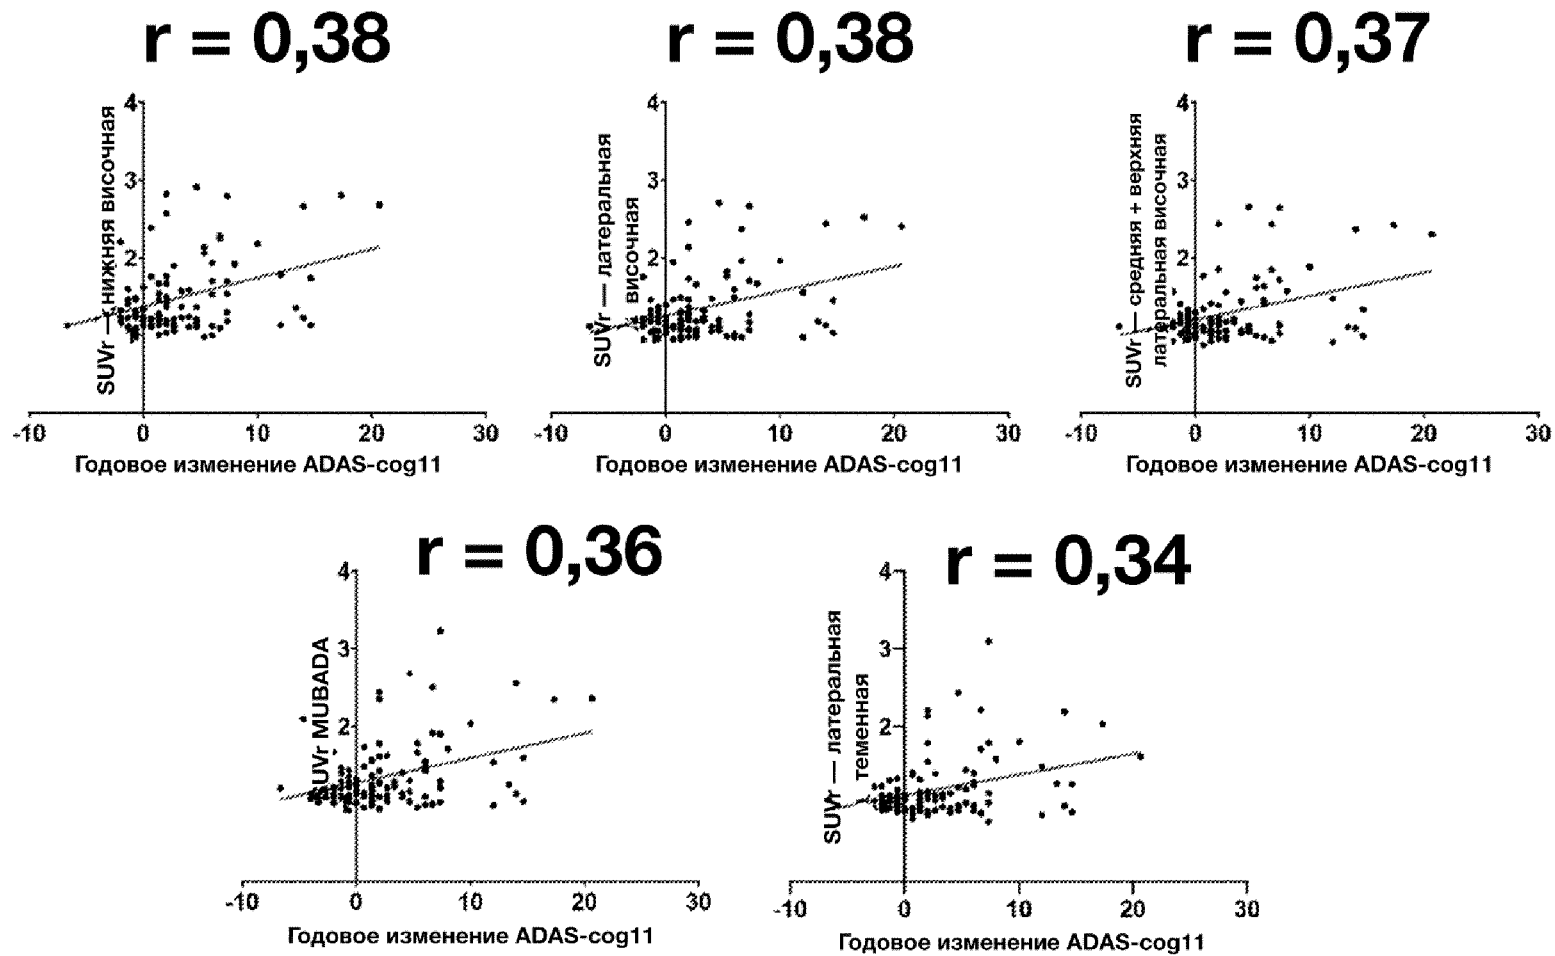 r = 0,38
4
3
2
SUVr — нижняя височная
-10 0 10 20 30
Годовое изменение ADAS-cog11
r = 0,38
4
3
2
SUVr — латеральная
височная
-10 0 10 20 30
Годовое изменение ADAS-cog11
r = 0,37
4
3
2
SUVr — средняя + верхняя
латеральная височная
-10 0 10 20 30
Годовое изменение ADAS-cog11
r = 0,36
4
3
2
SUVr MUBADA
-10 0 10 20 30
Годовое изменение ADAS-cog11
r = 0,34
4
3
2
SUVr — латеральная
теменная
-10 0 10 20 30
Годовое изменение ADAS-cog11